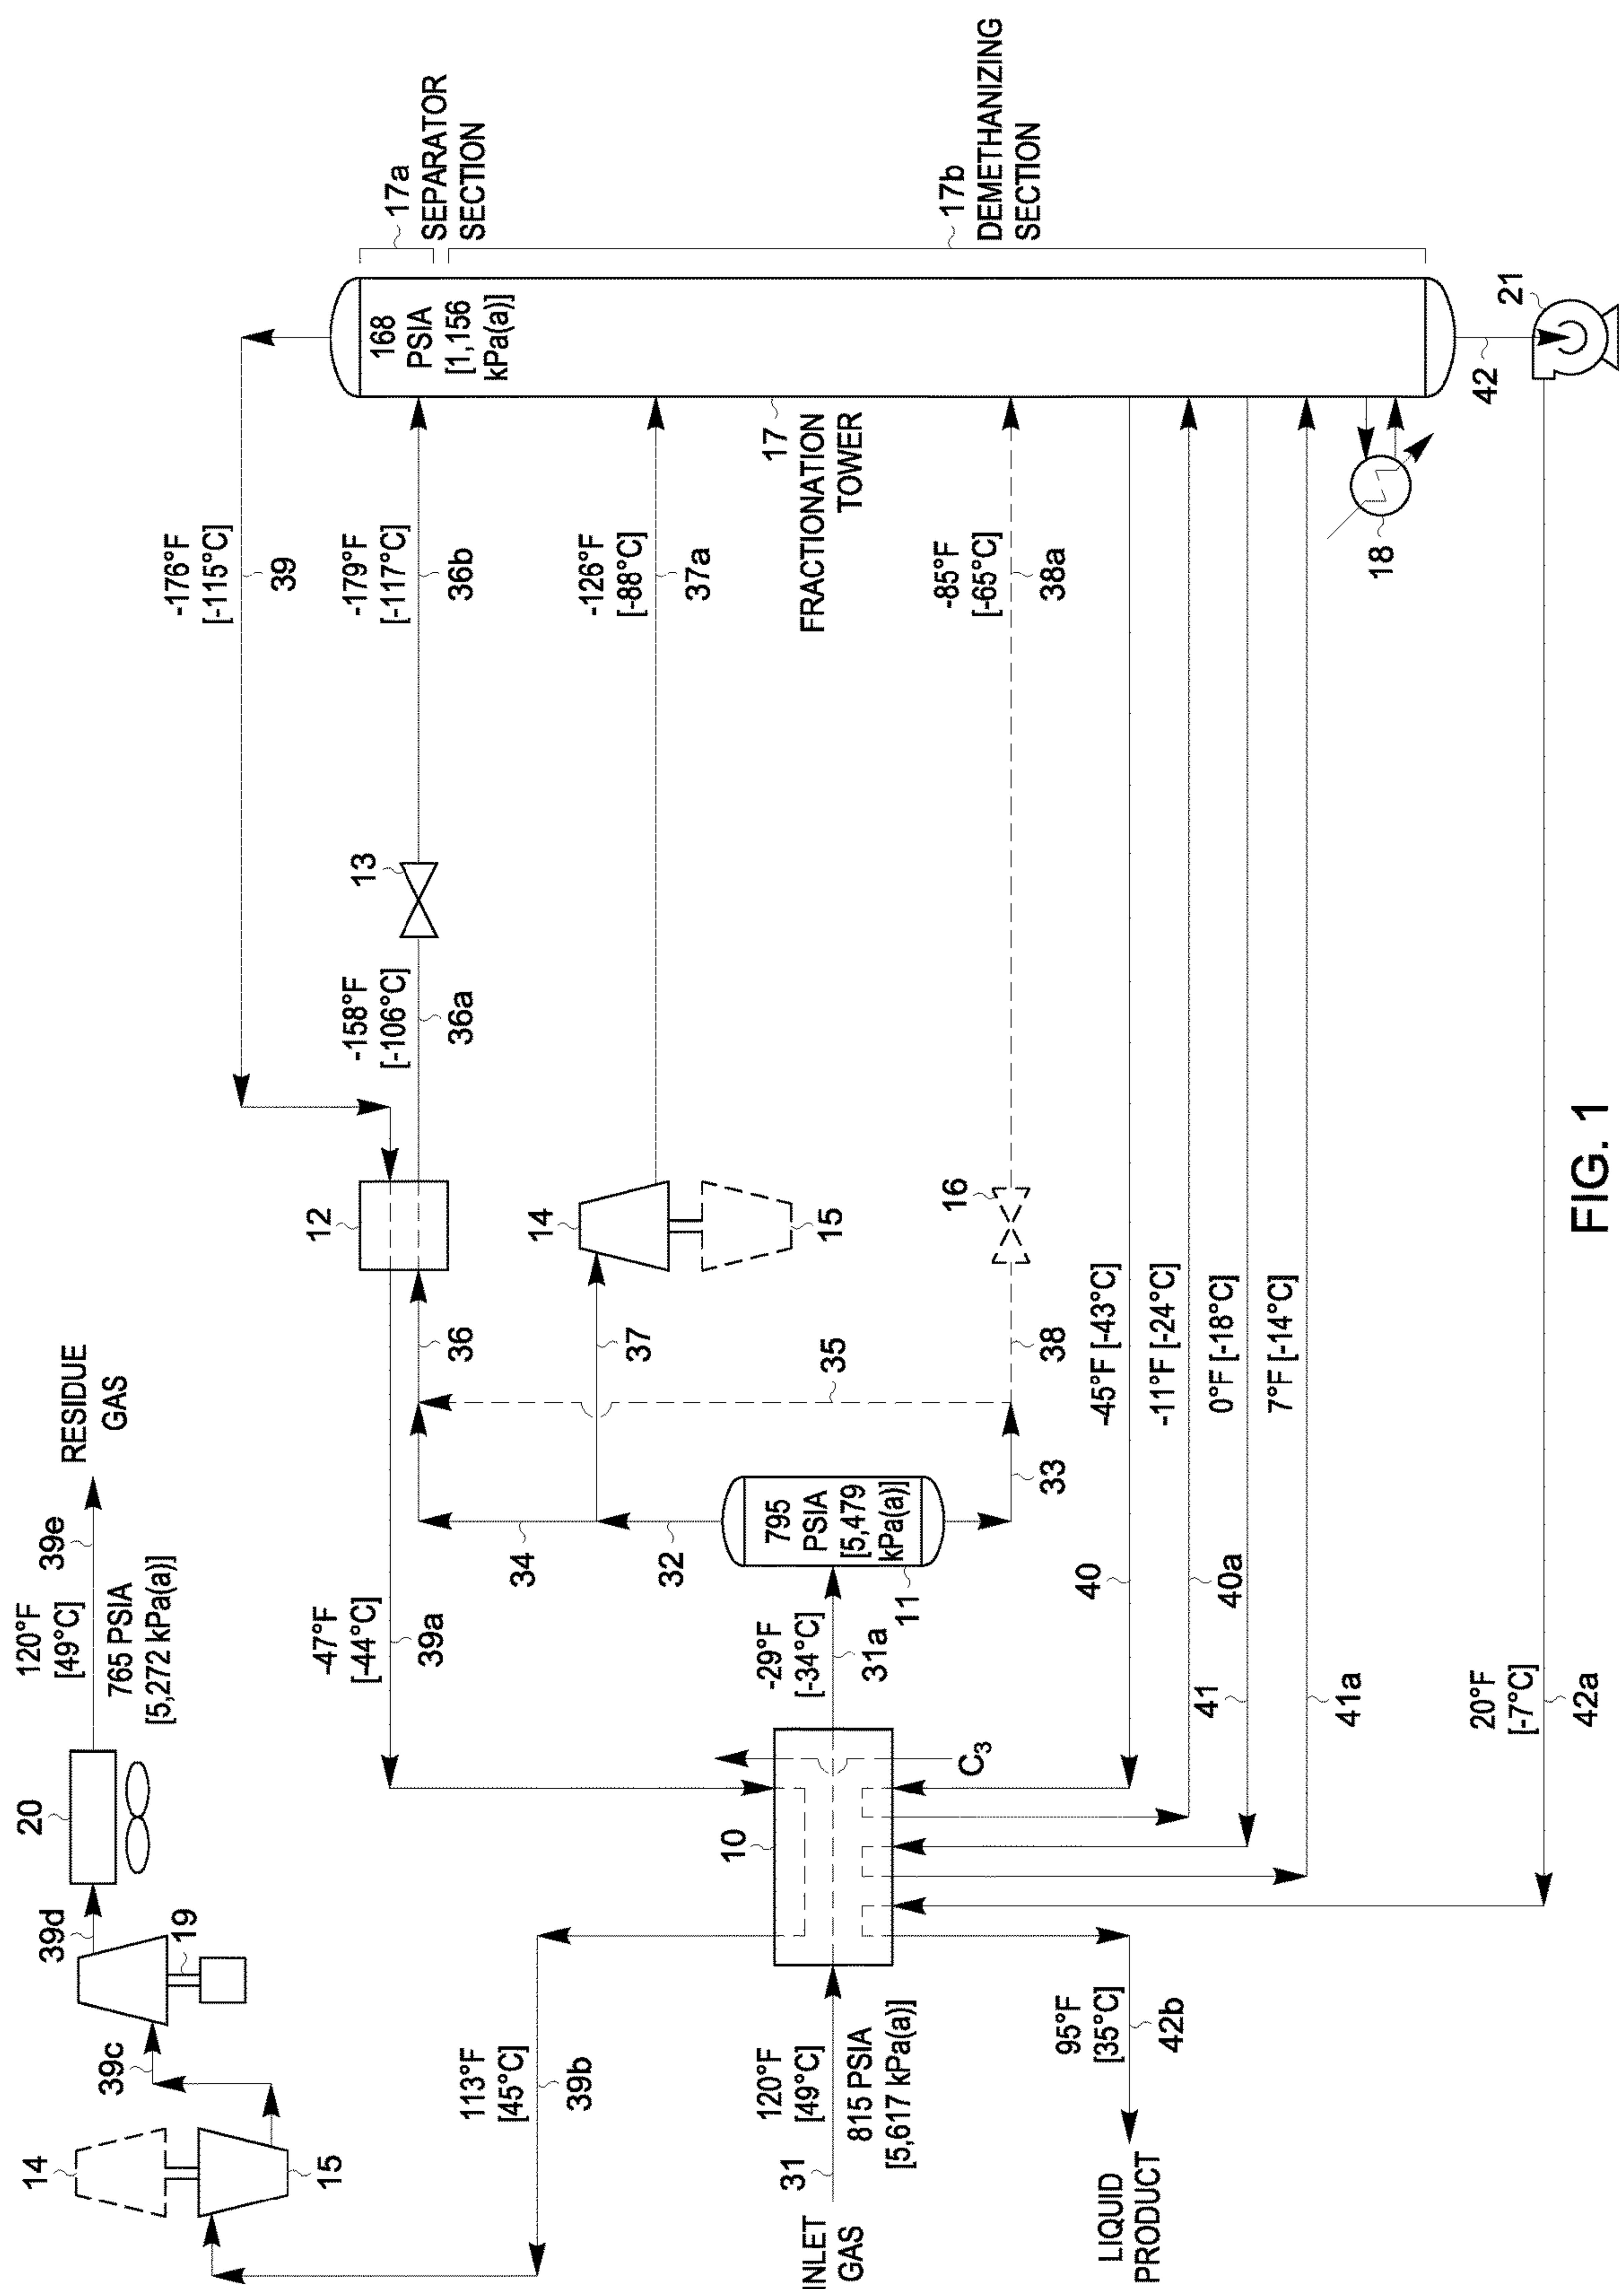 120°F
[49°C]
39e
RESIDUE
GAS
765 PSIA
[5,272 kPa(a)]
20
39d
19
39c
14
15
113°F
[45°C]
39b
-47°F
[-44°C]
39a
12
36
34
37
32
35
14
15
-158°F
[-106°C]
36a
13
-176°F
[-115°C]
39
-179°F
[-117°C]
36b
-126°F
[-88°C]
37a
17
FRACTIONATION
TOWER
168
PSIA
[1,156
kPa(a)]
17a
SEPARATOR
SECTION
17b
DEMETHANIZING
SECTION
INLET
GAS
31
120°F
[49°C]
815 PSIA
[5,617 kPa(a)]
10
C3
-29°F
[-34°C]
31a
11
795
PSIA
[5,479
kPa(a)]
33
38
16
-85°F
[-65°C]
38a
40
-45°F [-43°C]
40a
-11°F [-24°C]
41
0°F [-18°C]
41a
7°F [-14°C]
18
42
21
20°F
[-7°C]
42a
95°F
[35°C]
42b
LIQUID
PRODUCT
FIG. 1